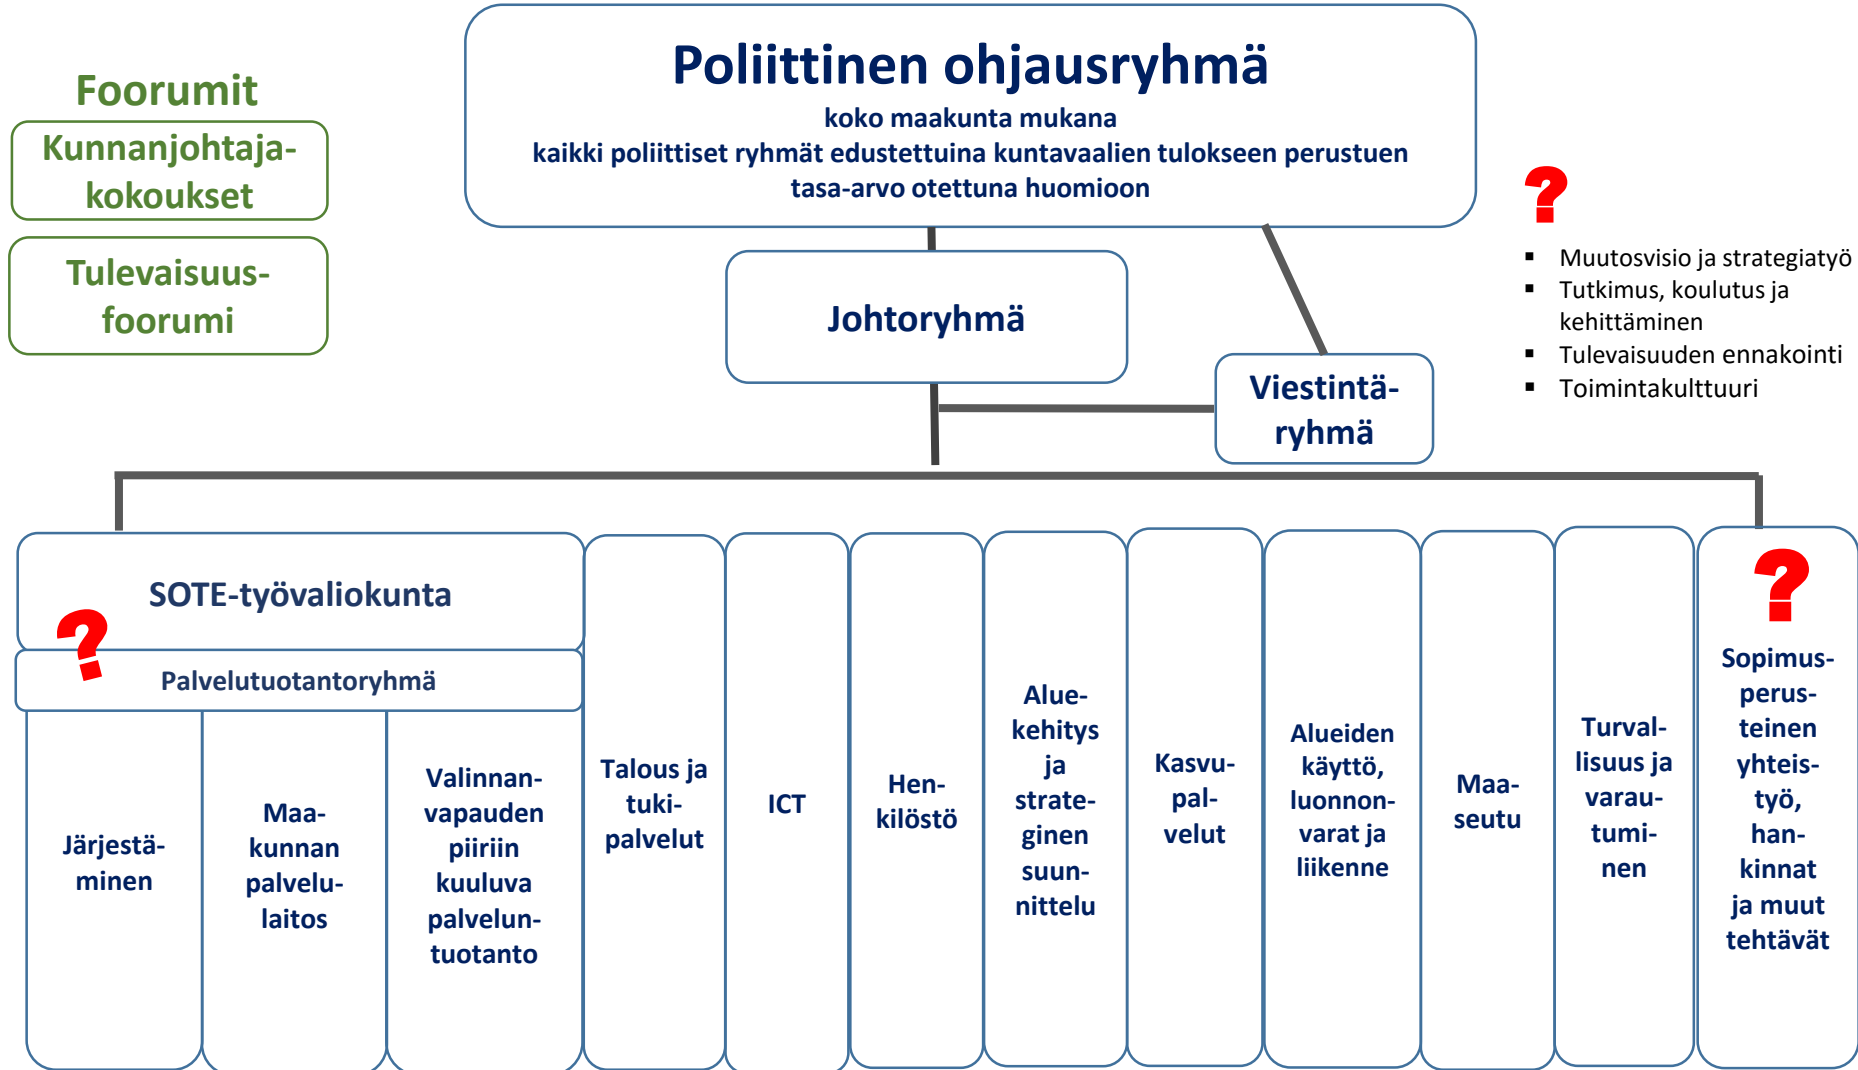 Foorumit
Kunnanjohtaja-
kokoukset
Tulevaisuus-
foorumi
Poliittinen ohjausryhmä
koko maakunta mukana
kaikki poliittiset ryhmät edustettuina kuntavaalien tulokseen perustuen
tasa-arvo otettuna huomioon
Johtoryhmä
Viestintä-
ryhmä
?
▪ Muutosvisio ja strategiatyö
▪ Tutkimus, koulutus ja
kehittäminen
▪ Tulevaisuuden ennakointi
▪ Toimintakulttuuri
SOTE-työvaliokunta
?
Palvelutuotantoryhmä
Järjestä-
minen
Maa-
kunnan
palvelu-
laitos
Valinnan-
vapauden
piiriin
kuuluva
palvelun-
tuotanto
Talous ja
tuki-
palvelut
ICT
Hen-
kilöstö
Alue-
kehitys
ja
strate-
ginen
suun-
nittelu
Kasvu-
pal-
velut
Alueiden
käyttö,
luonnon-
varat ja
liikenne
Maa-
seutu
Turval-
lisuus ja
varau-
tumi-
nen
?
Sopimus-
perus-
teinen
yhteis-
työ,
han-
kinnat
ja muut
tehtävät